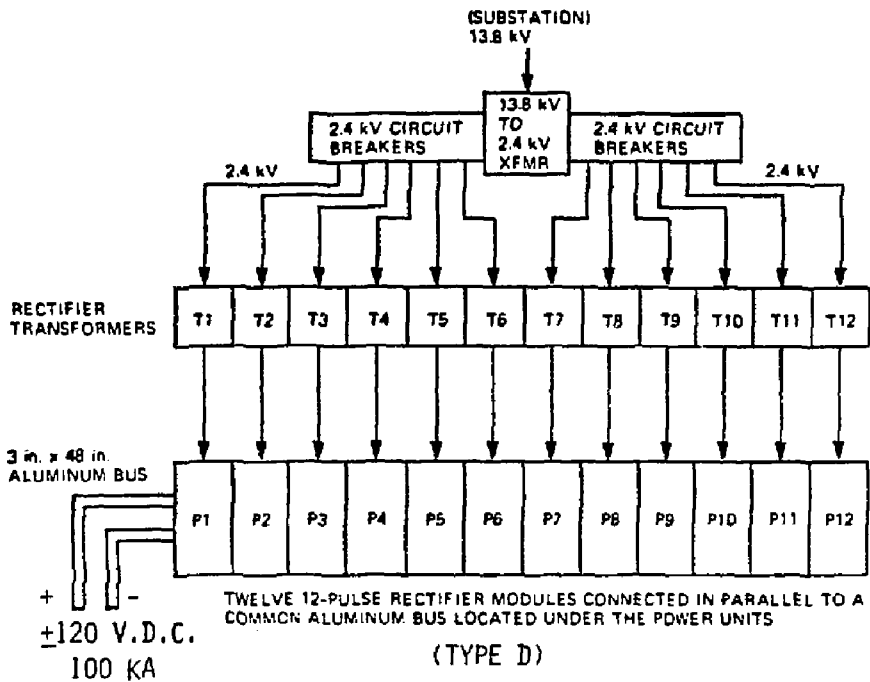 (SUBSTATION)
13.8 kV
13.8 kV
TO
2.4 kV
XFMR
2.4 kV CIRCUIT
BREAKERS
2.4 kV CIRCUIT
BREAKERS
2.4 kV
2.4 kV
RECTIFIER
TRANSFORMERS
T1 T2 T3 T4 T5 T6 T7 T8 T9 T10 T11 T12
3 in. x 48 in.
ALUMINUM BUS
P1 P2 P3 P4 P5 P6 P7 P8 P9 P10 P11 P12
+ −
±120 V.D.C.
100 KA
TWELVE 12-PULSE RECTIFIER MODULES CONNECTED IN PARALLEL TO A
COMMON ALUMINUM BUS LOCATED UNDER THE POWER UNITS
(TYPE D)